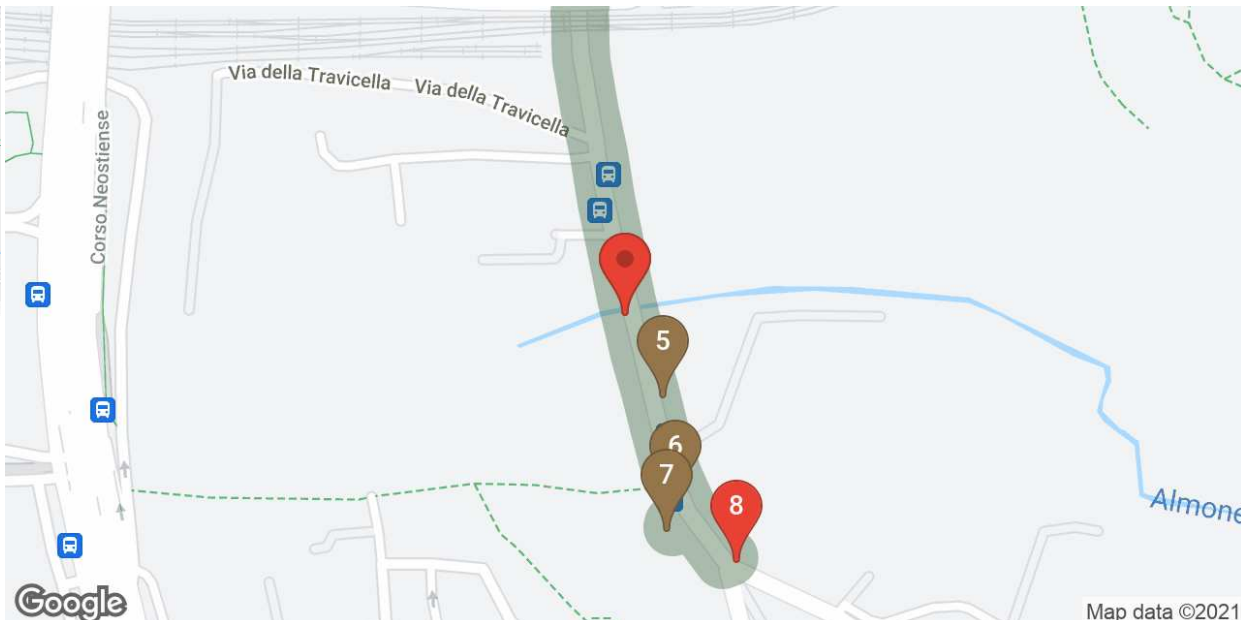 Via della Travicella
Via della Travicella
Corso Neostiense
5
6
7
8
Almone
Google
Map data ©2021